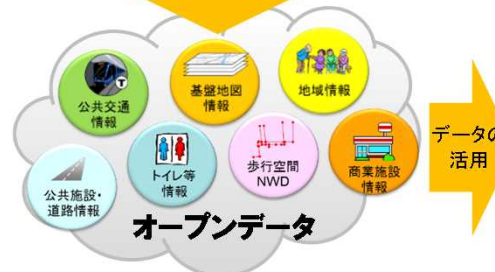 公共交通
情報
基盤地図
情報
地域情報
公共施設・
道路情報
トイレ等
情報
歩行空間
NWD
商業施設
情報
オープンデータ
データの
活用